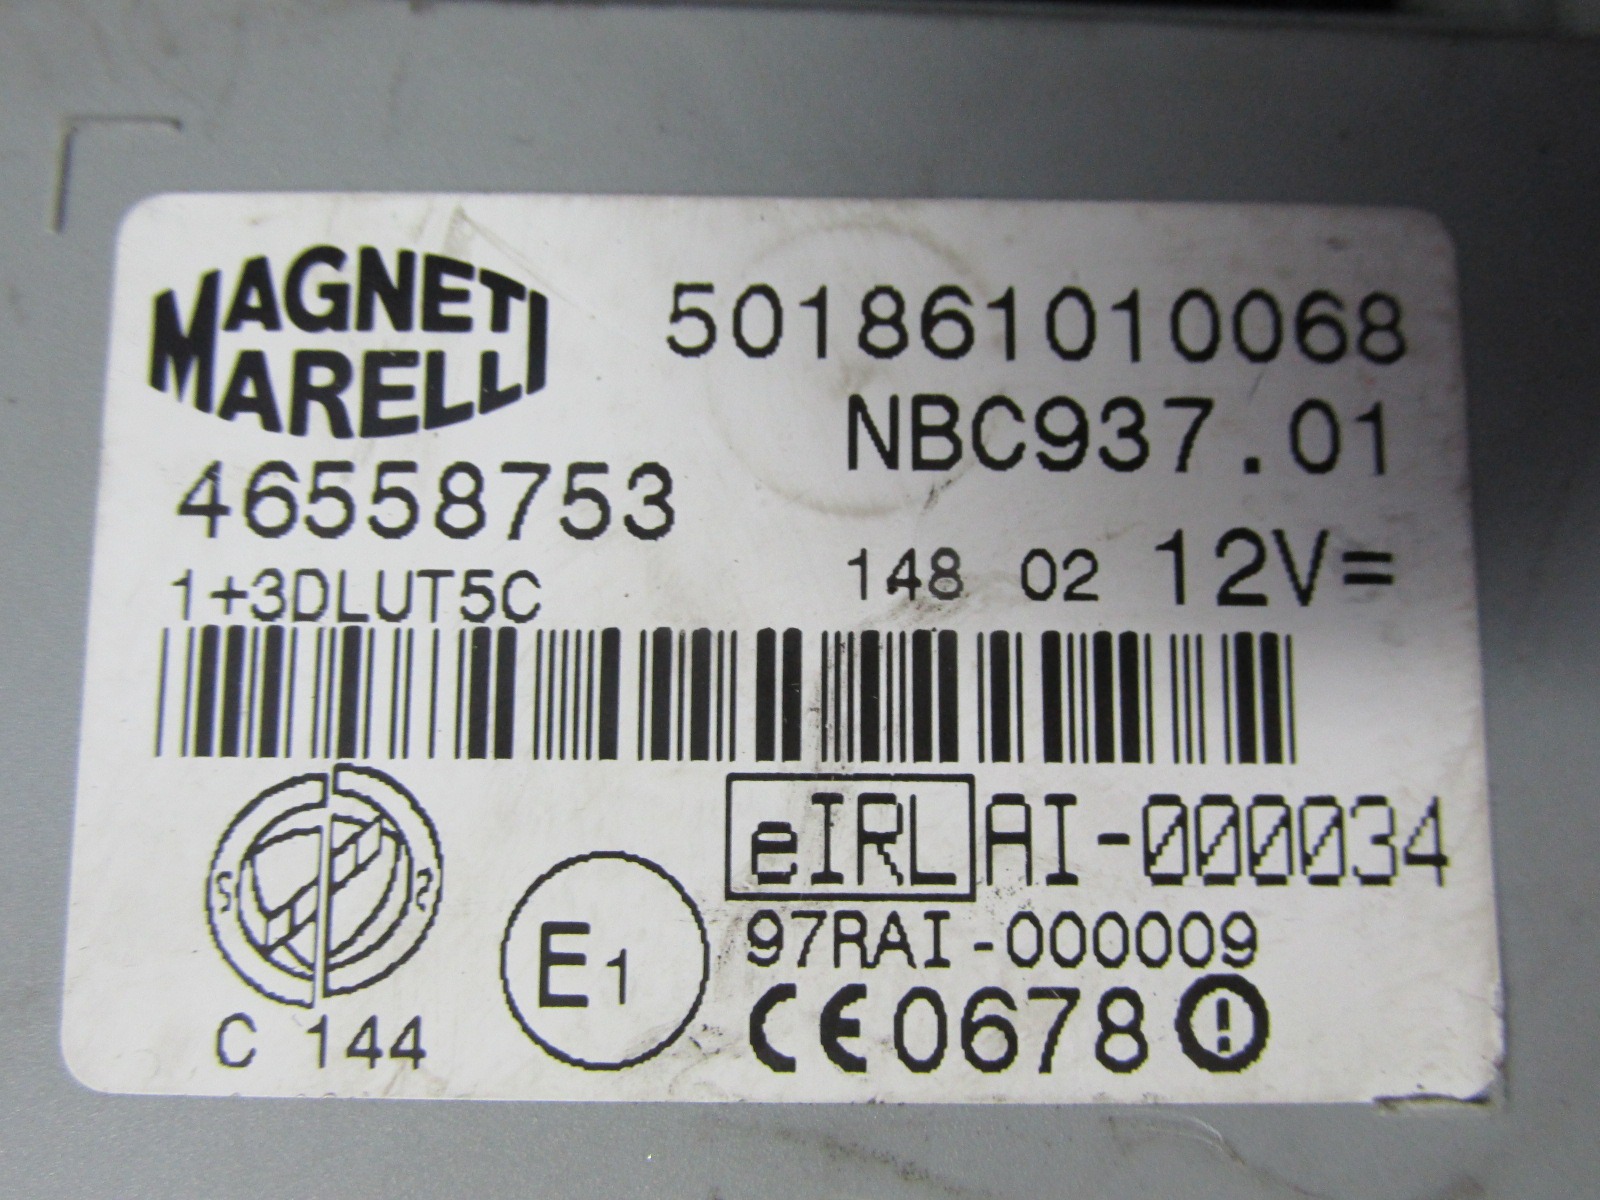 MAGNETI
MARELLI
501861010068
NBC937.01
46558753
1+3DLUT5C
148 02 12V=
eIRL AI-000034
97RAI-000009
E1
CE0678!
C 144